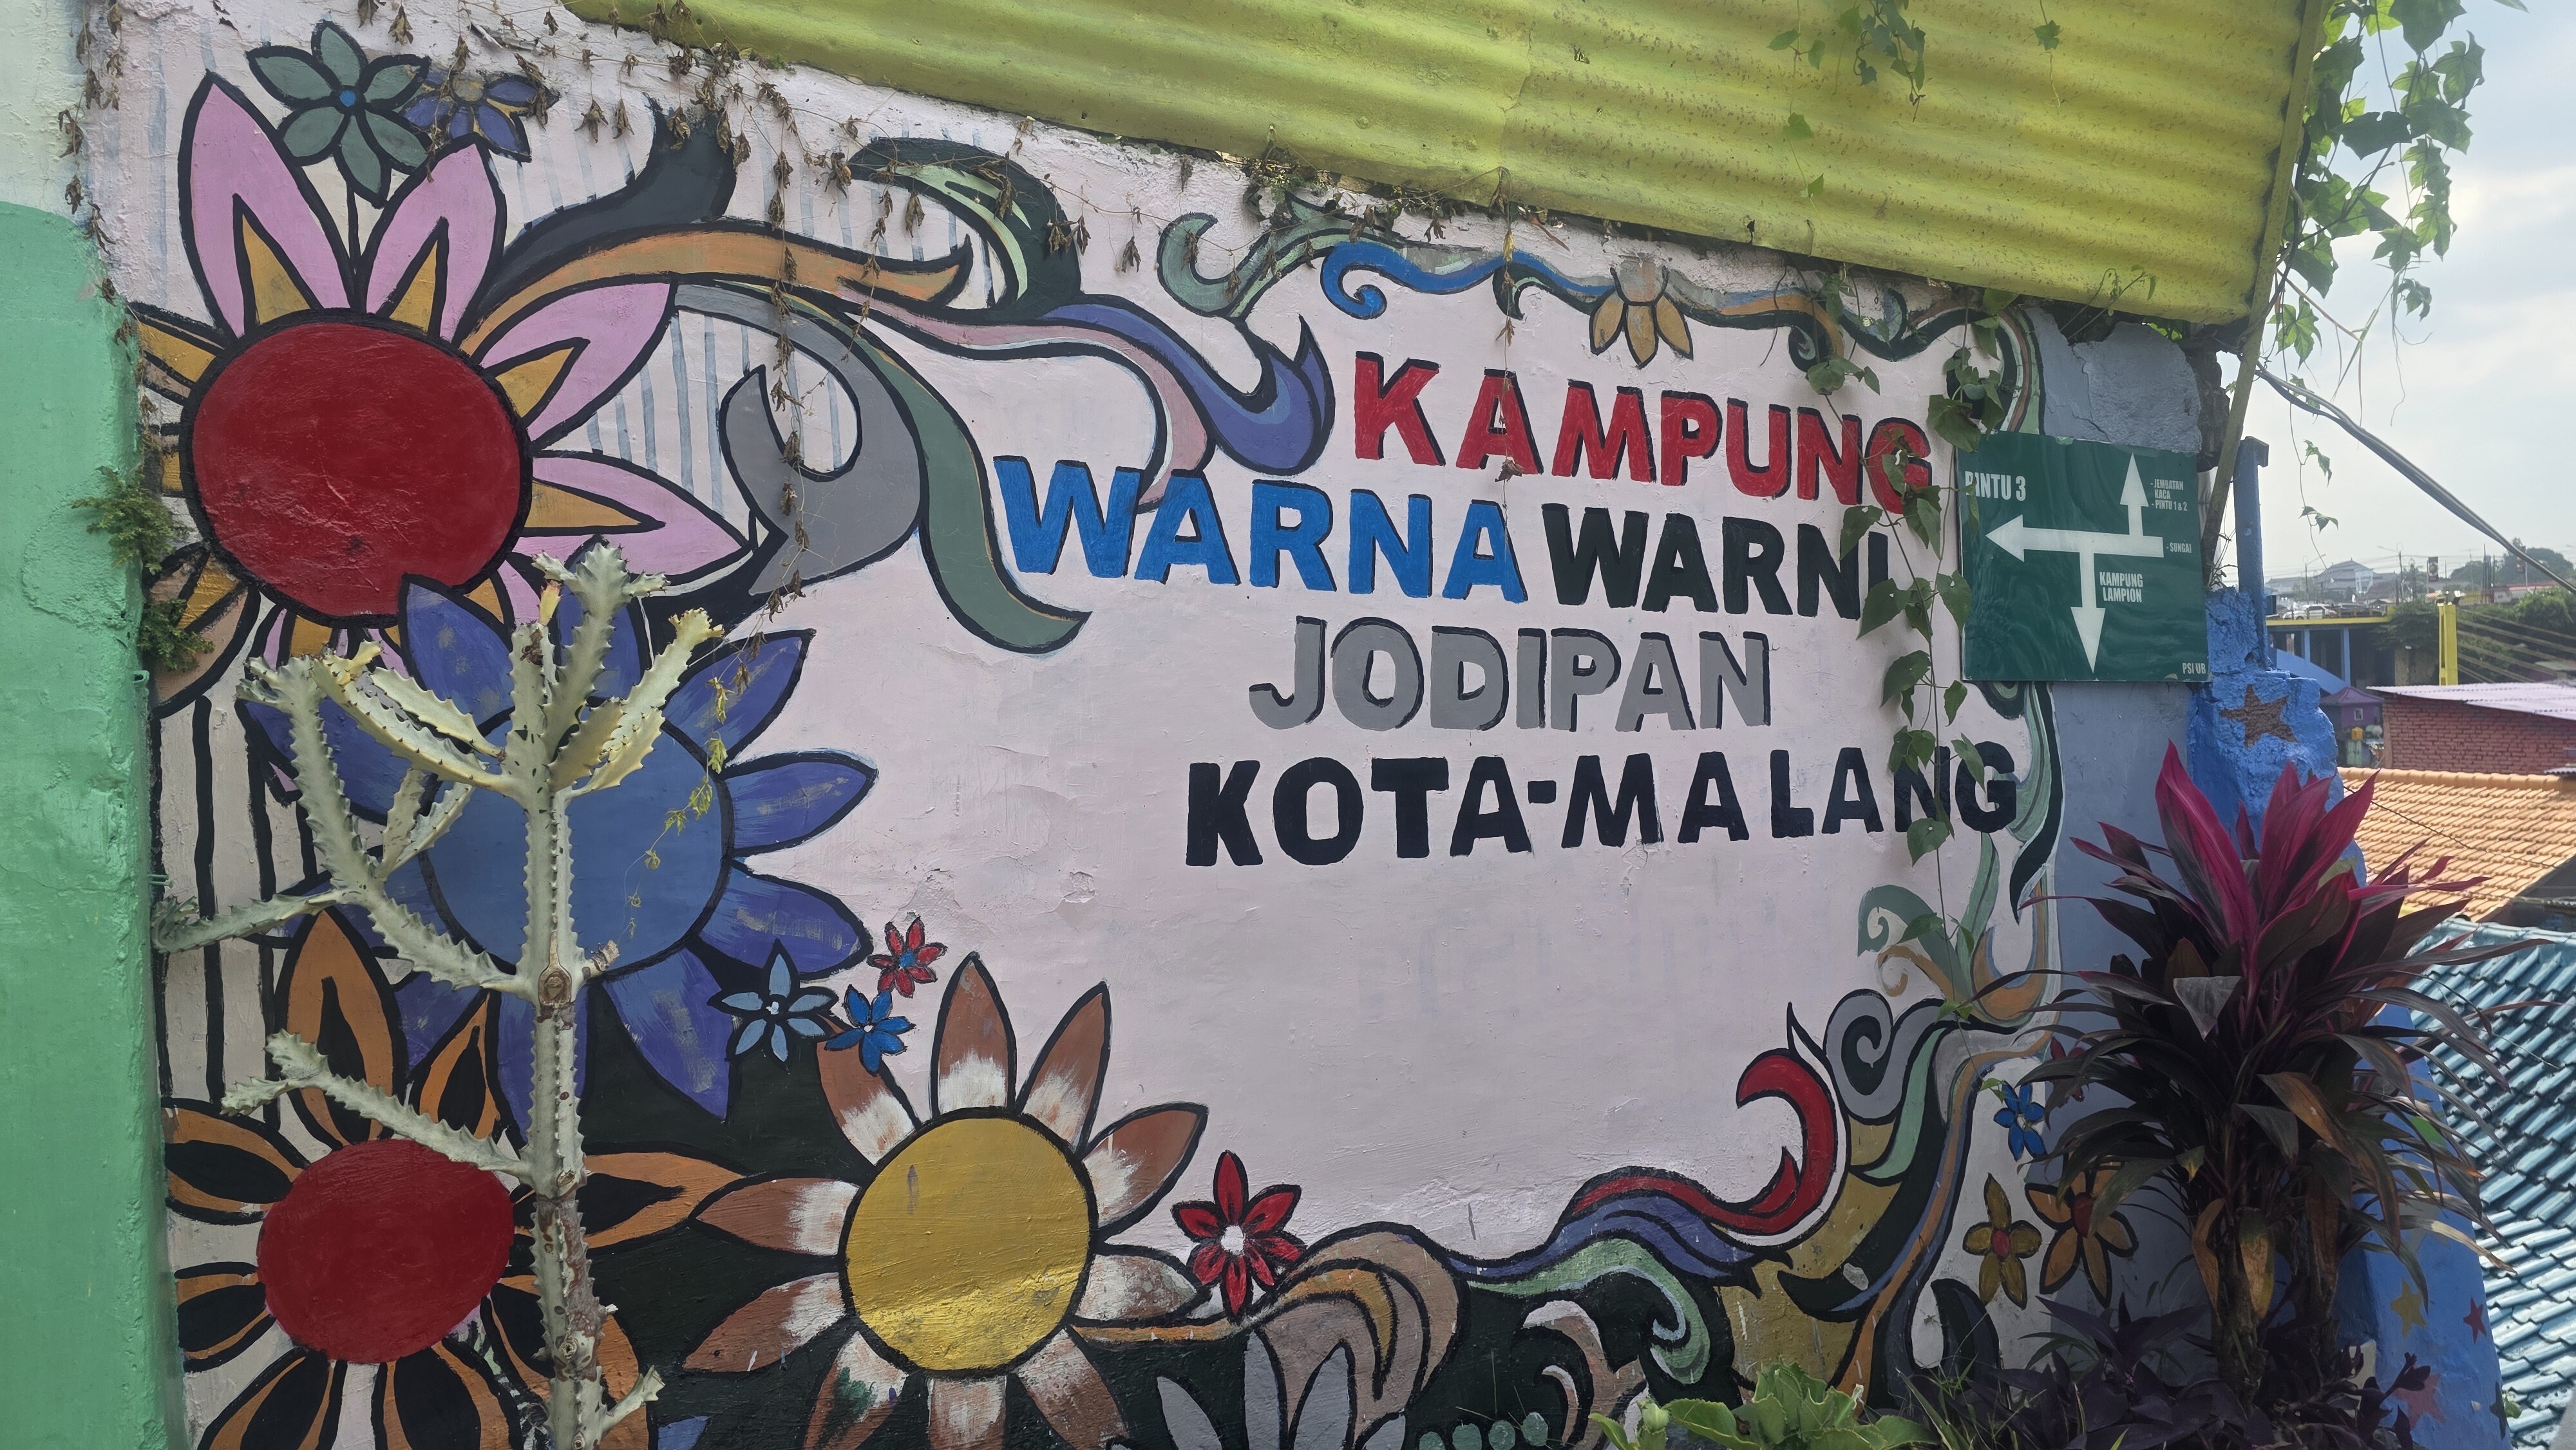 KAMPUNG
WARNA WARNI
JODIPAN
KOTA-MALANG
PINTU 3
- JEMBATAN
KACA
- PINTU 1 & 2
- SUNGAI
KAMPUNG
LAMPION
PSI UB